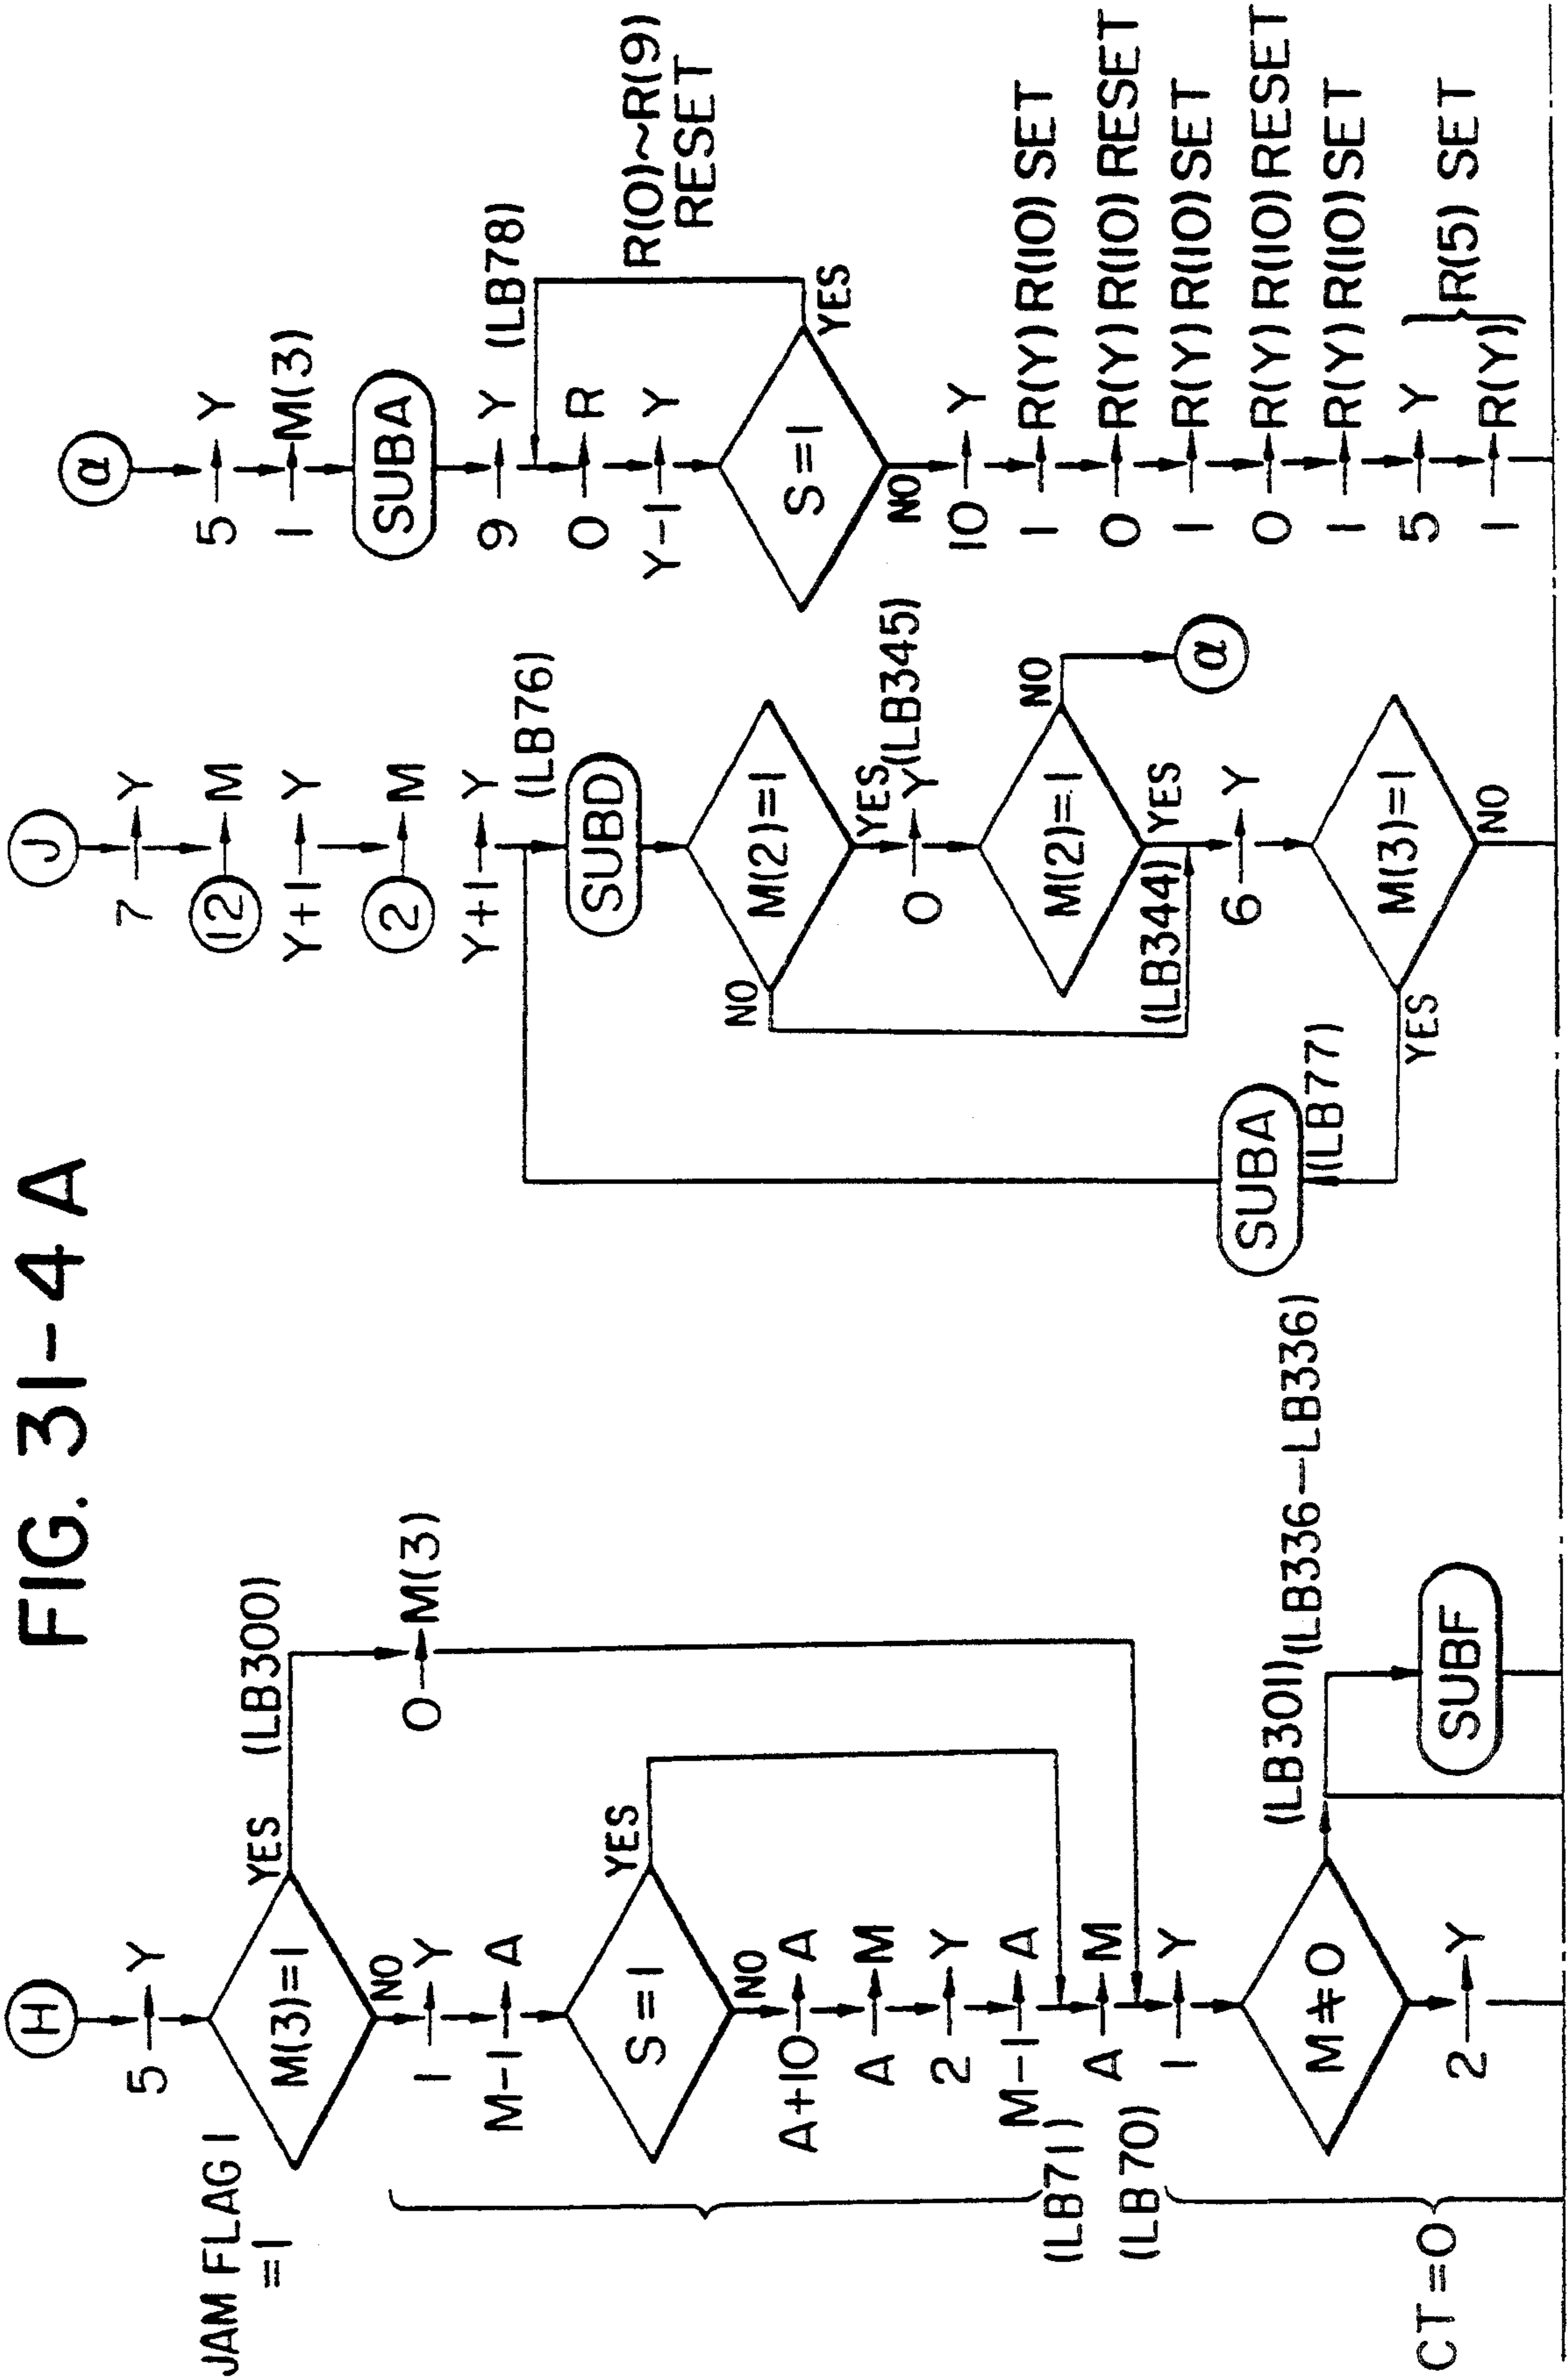 FIG. 31-4 A
H
5→Y
JAM FLAG 1
=1
M(3)=1
YES
(LB300)
NO
0→M(3)
1→Y
M-1→A
S=1
YES
NO
A+10→A
A→M
2→Y
M-1→A
(LB71)
A→M
(LB70)
1→Y
M≠0
(LB301)
(LB336-LB336)
SUBF
CT=0
2→Y
J
7→Y
12→M
Y+1→Y
2→M
Y+1→Y
(LB76)
SUBD
M(2)=1
NO
YES
(LB345)
0→Y
M(2)=1
NO
α
YES
(LB344)
6→Y
M(3)=1
YES
NO
(LB77)
SUBA
α
5→Y
1→M(3)
SUBA
9→Y
(LB78)
0→R
R(0)~R(9)
RESET
Y-1→Y
S=1
YES
NO
10→Y
1→R(Y) R(10) SET
0→R(Y) R(10) RESET
1→R(Y) R(10) SET
0→R(Y) R(10) RESET
1→R(Y) R(10) SET
5→Y
1→R(Y)
R(5) SET